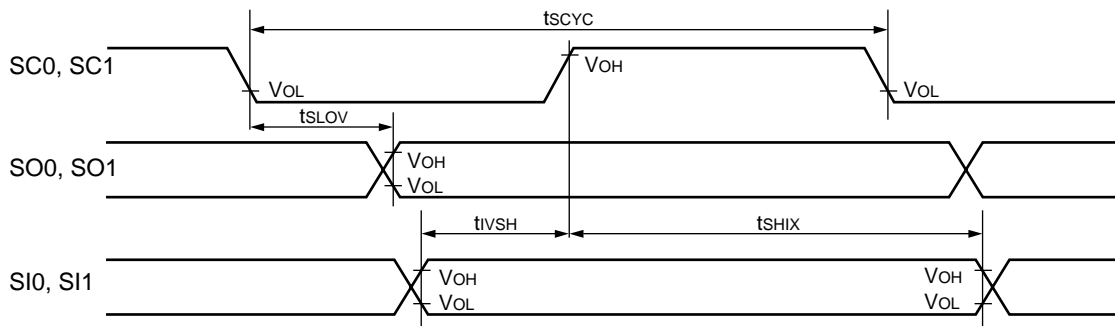 tSCYC
SC0, SC1
VOH
VOL
VOL
tSLOV
SO0, SO1
VOH
VOL
tIVSH
tSHIX
SI0, SI1
VOH
VOH
VOL
VOL